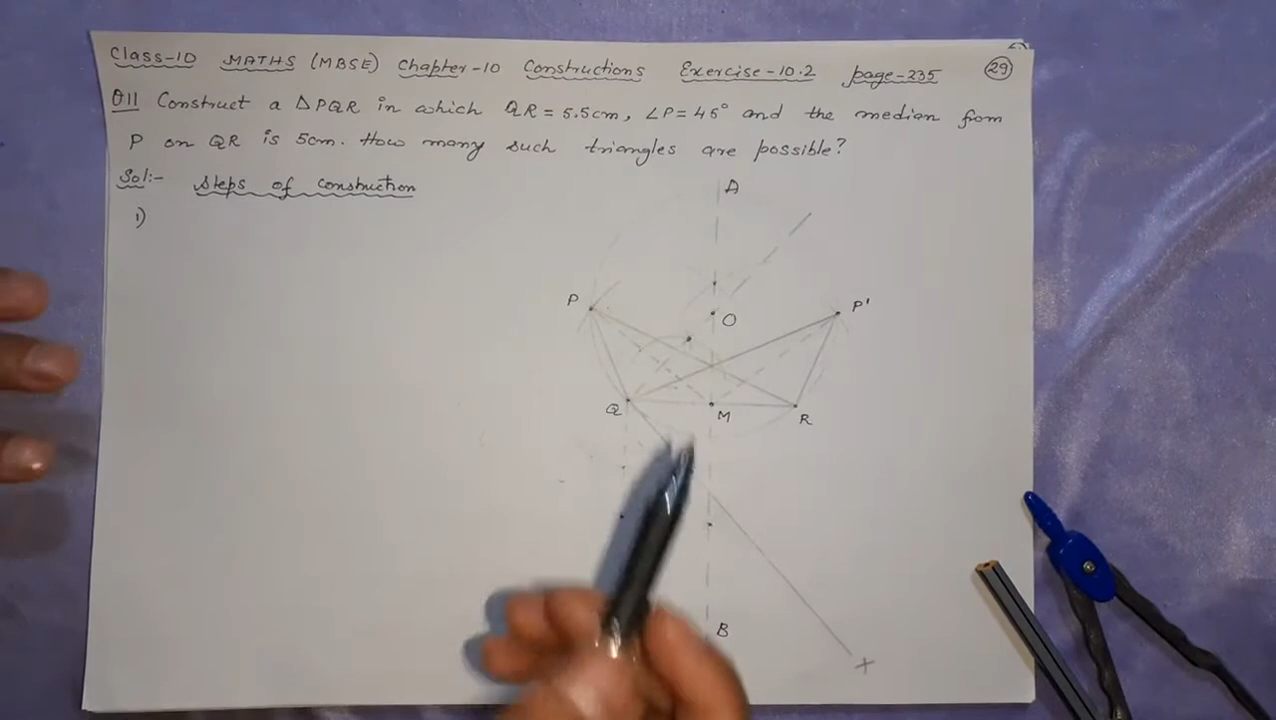 Class-10 MATHS (MBSE) Chapter-10 Constructions Exercise-10.2 page-235 29
Q11 Construct a △PQR in which QR = 5.5cm, ∠P = 45° and the median from
P on QR is 5cm. How many such triangles are possible?
Sol:- Steps of construction
A
1)
P
P'
O
Q
M
R
B
X